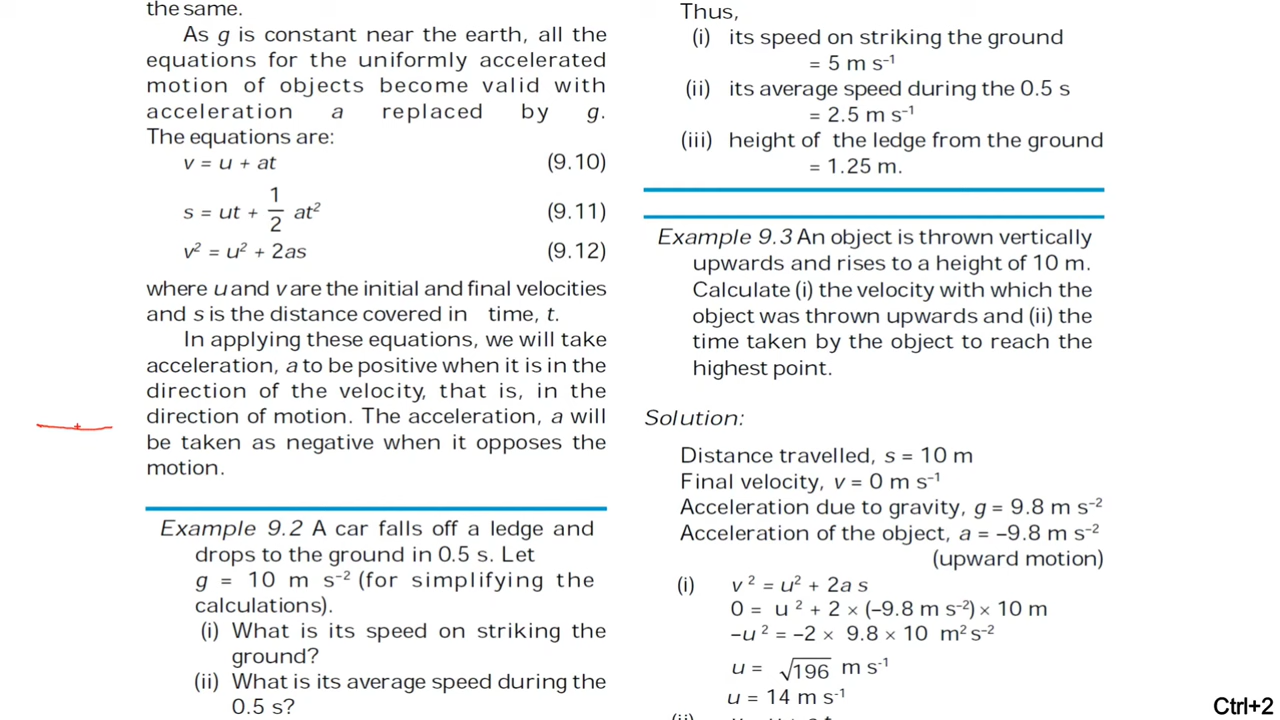 the same.
As g is constant near the earth, all the
equations for the uniformly accelerated
motion of objects become valid with
acceleration a replaced by g.
The equations are:
v = u + at (9.10)
s = ut + 1/2 at² (9.11)
v² = u² + 2as (9.12)
where u and v are the initial and final velocities
and s is the distance covered in time, t.
In applying these equations, we will take
acceleration, a to be positive when it is in the
direction of the velocity, that is, in the
direction of motion. The acceleration, a will
be taken as negative when it opposes the
motion.
Example 9.2 A car falls off a ledge and
drops to the ground in 0.5 s. Let
g = 10 m s⁻² (for simplifying the
calculations).
(i) What is its speed on striking the
ground?
(ii) What is its average speed during the
0.5 s?
Thus,
(i) its speed on striking the ground
= 5 m s⁻¹
(ii) its average speed during the 0.5 s
= 2.5 m s⁻¹
(iii) height of the ledge from the ground
= 1.25 m.
Example 9.3 An object is thrown vertically
upwards and rises to a height of 10 m.
Calculate (i) the velocity with which the
object was thrown upwards and (ii) the
time taken by the object to reach the
highest point.
Solution:
Distance travelled, s = 10 m
Final velocity, v = 0 m s⁻¹
Acceleration due to gravity, g = 9.8 m s⁻²
Acceleration of the object, a = –9.8 m s⁻²
(upward motion)
(i) v² = u² + 2a s
0 = u² + 2 × (–9.8 m s⁻²) × 10 m
–u² = –2 × 9.8 × 10 m² s⁻²
u = √196 m s⁻¹
u = 14 m s⁻¹
Ctrl+2